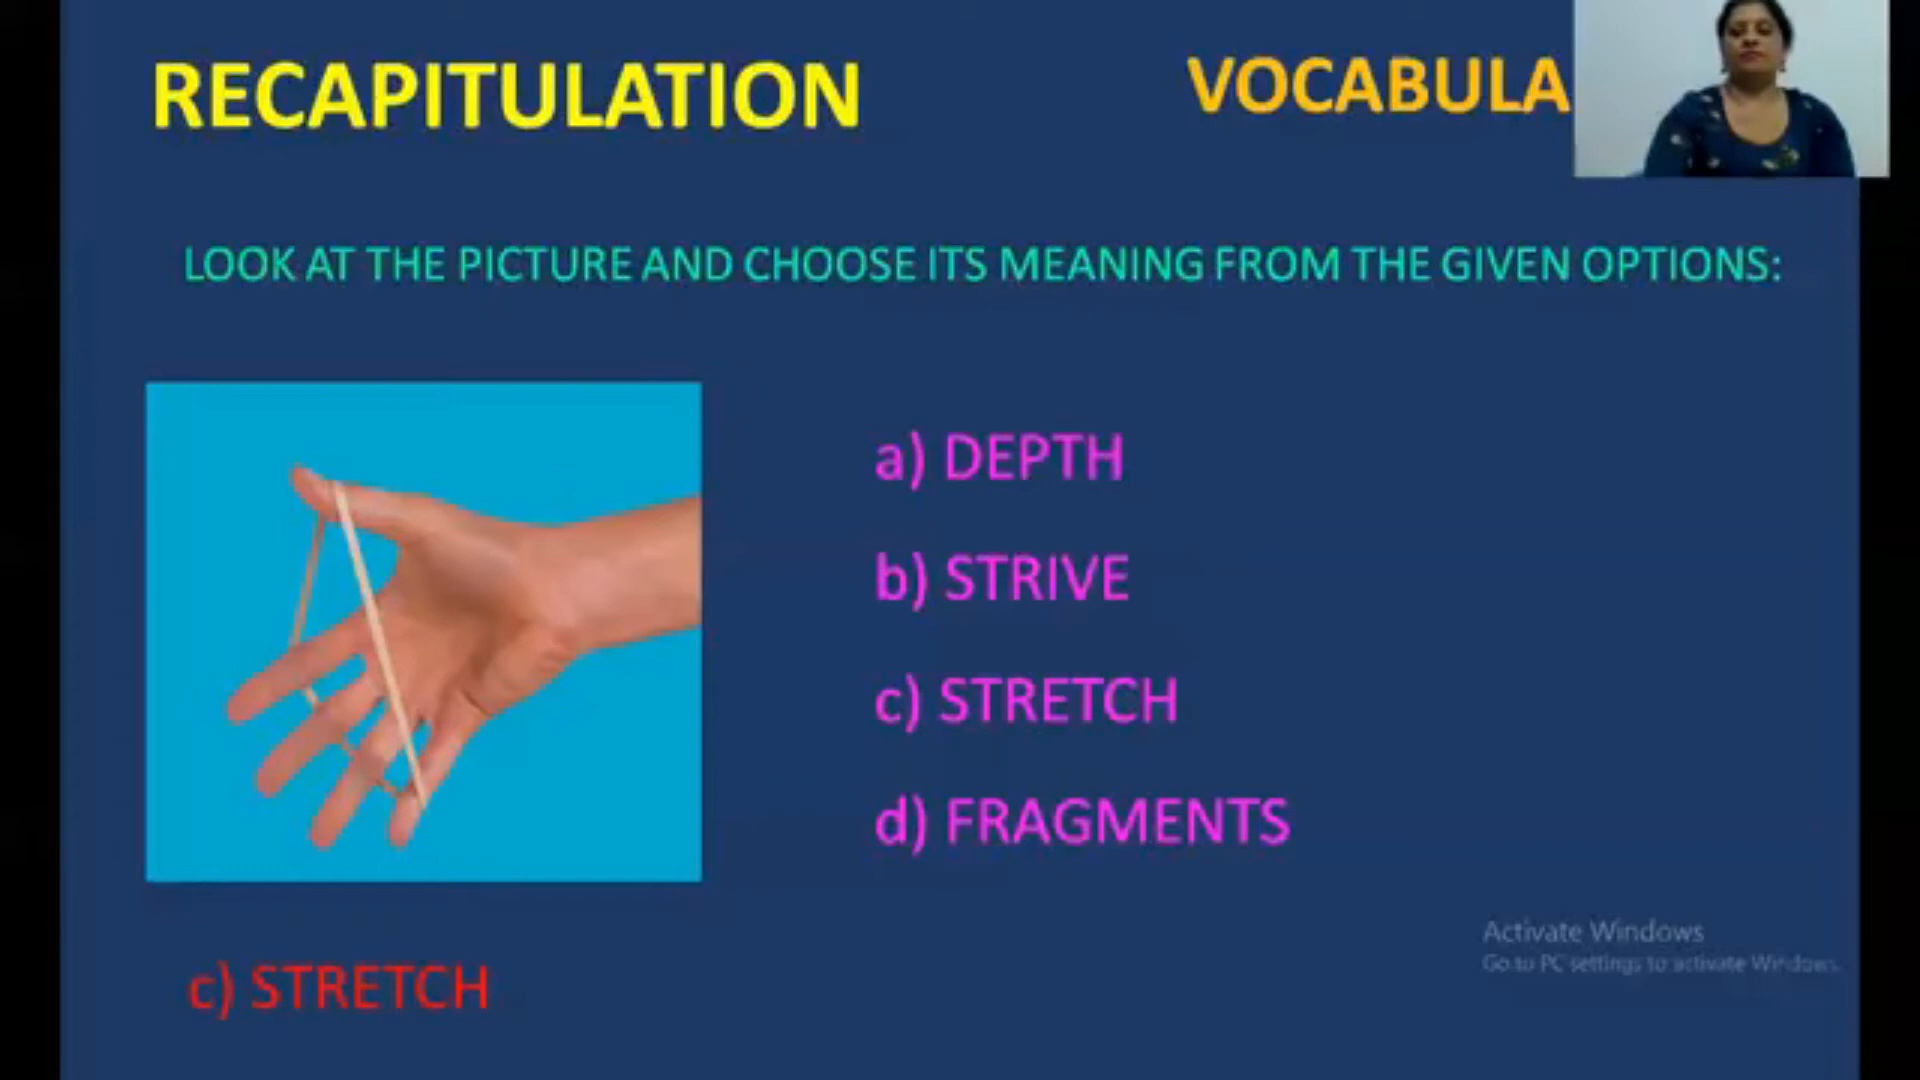 RECAPITULATION
VOCABULA
LOOK AT THE PICTURE AND CHOOSE ITS MEANING FROM THE GIVEN OPTIONS:
a) DEPTH
b) STRIVE
c) STRETCH
d) FRAGMENTS
Activate Windows
Go to PC settings to activate Windows.
c) STRETCH